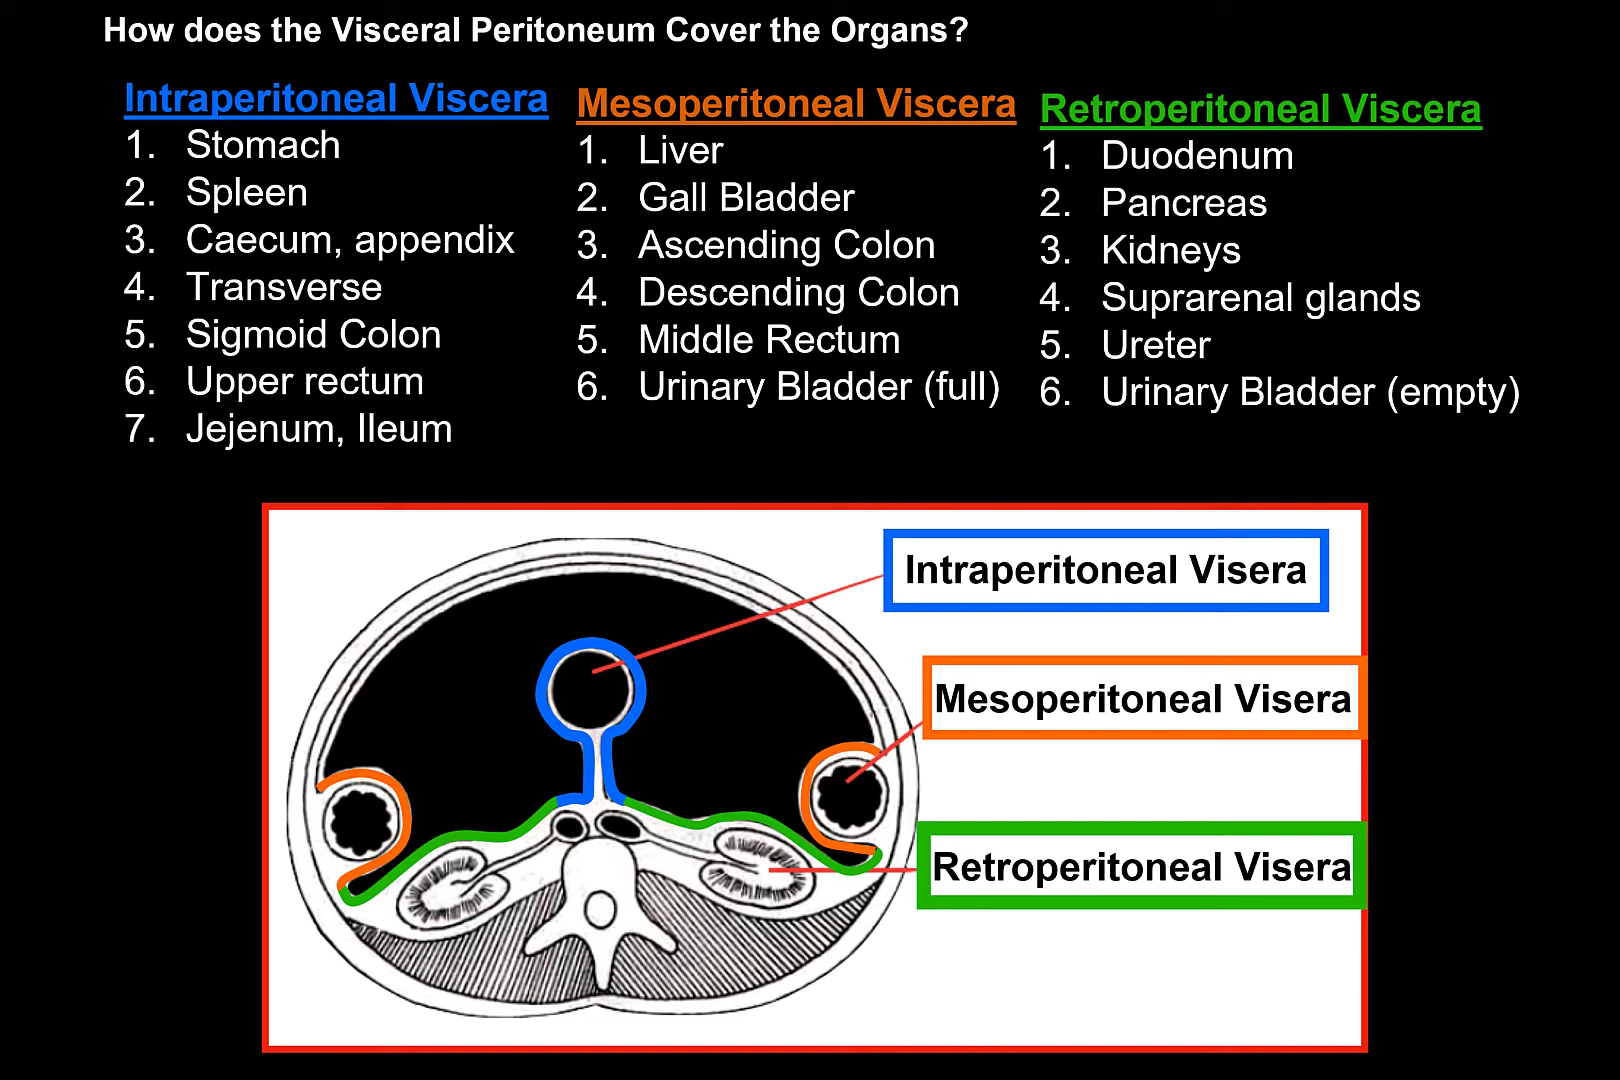 How does the Visceral Peritoneum Cover the Organs?
Intraperitoneal Viscera
1. Stomach
2. Spleen
3. Caecum, appendix
4. Transverse
5. Sigmoid Colon
6. Upper rectum
7. Jejenum, Ileum
Mesoperitoneal Viscera
1. Liver
2. Gall Bladder
3. Ascending Colon
4. Descending Colon
5. Middle Rectum
6. Urinary Bladder (full)
Retroperitoneal Viscera
1. Duodenum
2. Pancreas
3. Kidneys
4. Suprarenal glands
5. Ureter
6. Urinary Bladder (empty)
Intraperitoneal Visera
Mesoperitoneal Visera
Retroperitoneal Visera